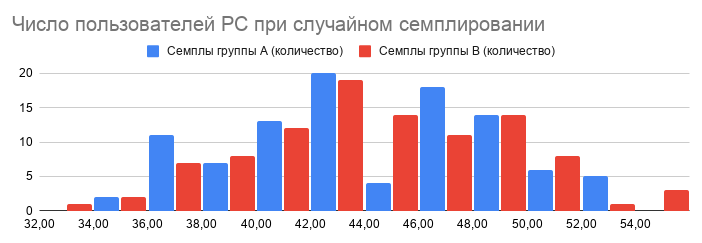 Число пользователей PC при случайном семплировании
Семплы группы A (количество) Семплы группы B (количество)
20
15
10
5
0
32,00 34,00 36,00 38,00 40,00 42,00 44,00 46,00 48,00 50,00 52,00 54,00